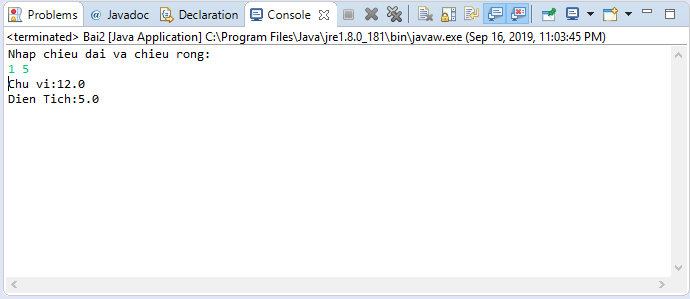 Problems @ Javadoc Declaration Console
<terminated> Bai2 [Java Application] C:\Program Files\Java\jre1.8.0_181\bin\javaw.exe (Sep 16, 2019, 11:03:45 PM)
Nhap chieu dai va chieu rong:
1 5
Chu vi:12.0
Dien Tich:5.0